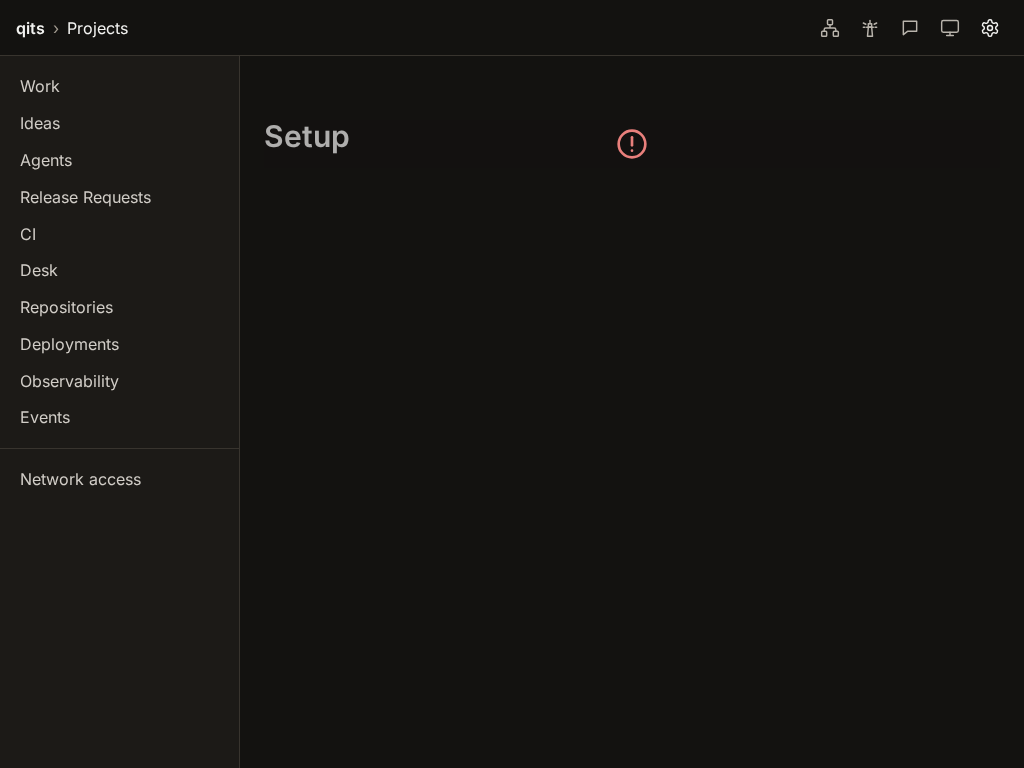 qits › Projects
Work
Ideas
Agents
Release Requests
CI
Desk
Repositories
Deployments
Observability
Events
Network access
Setup